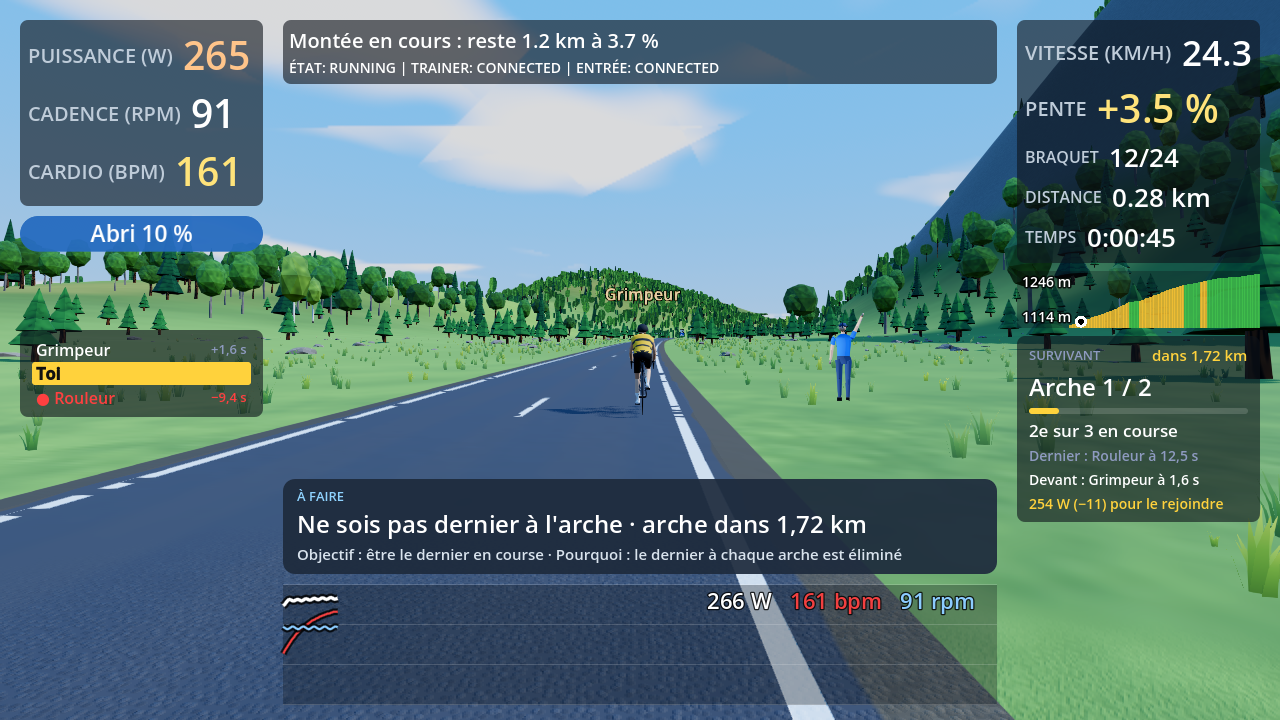 PUISSANCE (W) 265
CADENCE (RPM) 91
CARDIO (BPM) 161
Abri 10 %
Montée en cours : reste 1.2 km à 3.7 %
ÉTAT: RUNNING | TRAINER: CONNECTED | ENTRÉE: CONNECTED
VITESSE (KM/H) 24.3
PENTE +3.5 %
BRAQUET 12/24
DISTANCE 0.28 km
TEMPS 0:00:45
1246 m
1114 m
Grimpeur
Grimpeur +1,6 s
Toi
Rouleur −9,4 s
SURVIVANT dans 1,72 km
Arche 1 / 2
2e sur 3 en course
Dernier : Rouleur à 12,5 s
Devant : Grimpeur à 1,6 s
254 W (−11) pour le rejoindre
À FAIRE
Ne sois pas dernier à l'arche · arche dans 1,72 km
Objectif : être le dernier en course · Pourquoi : le dernier à chaque arche est éliminé
266 W 161 bpm 91 rpm